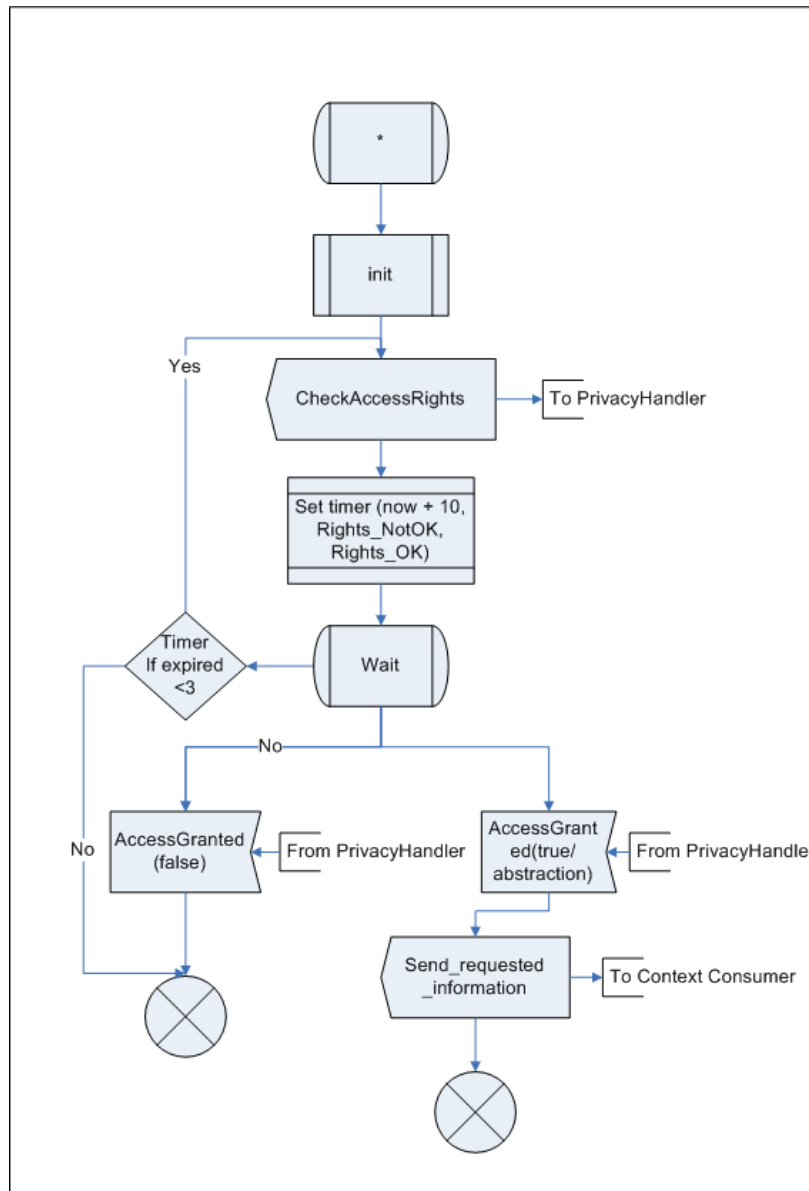 *
init
Yes
CheckAccessRights
To PrivacyHandler
Set timer (now + 10,
Rights_NotOK,
Rights_OK)
Timer
If expired
<3
Wait
No
No
AccessGranted
(false)
From PrivacyHandler
AccessGrant
ed(true/
abstraction)
From PrivacyHandle
Send_requested
_information
To Context Consumer